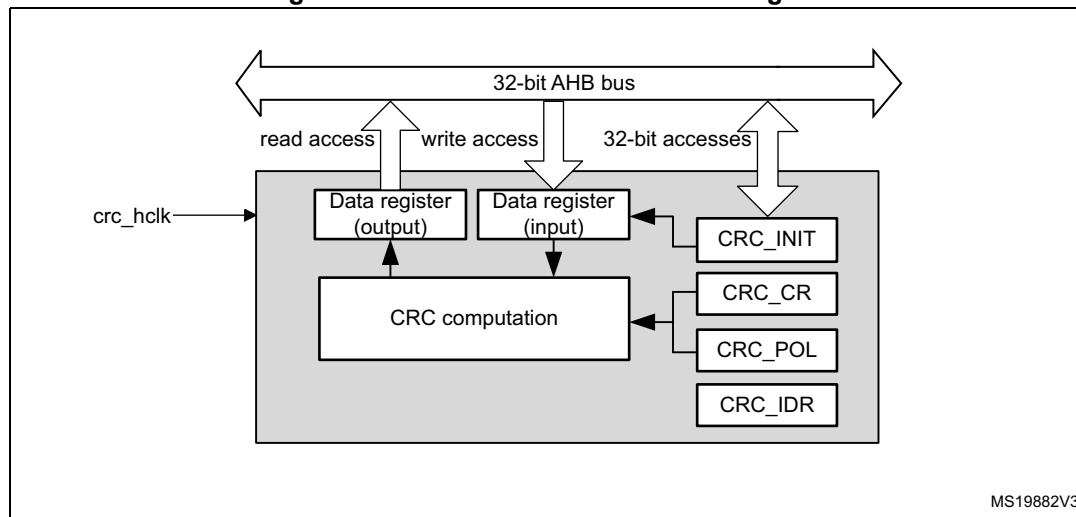 32-bit AHB bus
read access
write access
32-bit accesses
crc_hclk
Data register
(output)
Data register
(input)
CRC_INIT
CRC_CR
CRC computation
CRC_POL
CRC_IDR
MS19882V3